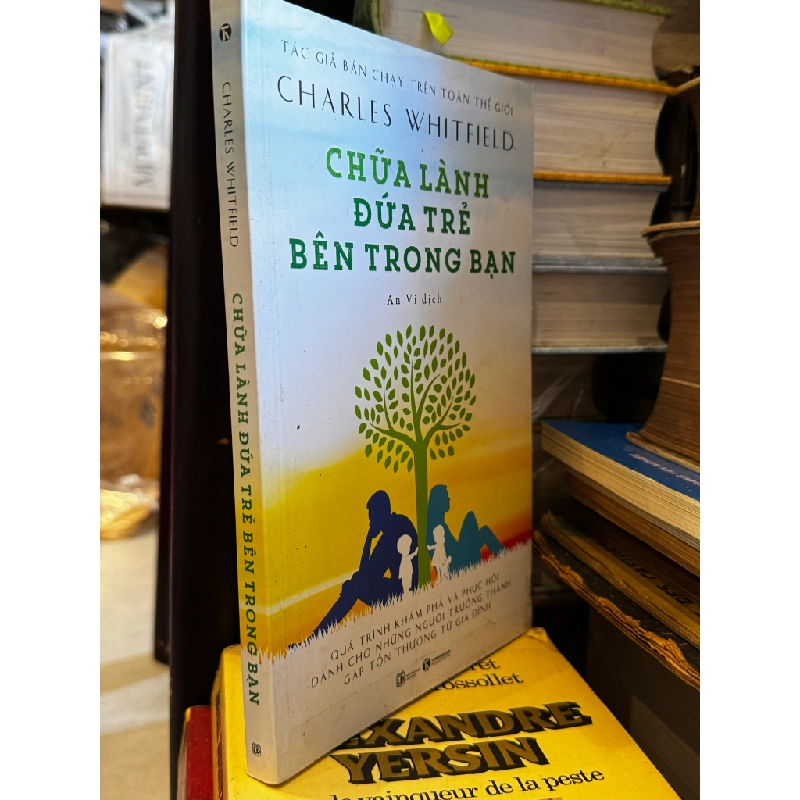 TÁC GIẢ BÁN CHẠY TRÊN TOÀN THẾ GIỚI
CHARLES WHITFIELD
CHỮA LÀNH
ĐỨA TRẺ
BÊN TRONG BẠN
An Vi dịch
QUÁ TRÌNH KHÁM PHÁ VÀ PHỤC HỒI
DÀNH CHO NHỮNG NGƯỜI TRƯỞNG THÀNH
GẶP TỔN THƯƠNG TỪ GIA ĐÌNH
CHARLES WHITFIELD
CHỮA LÀNH ĐỨA TRẺ BÊN TRONG BẠN
YERSIN
vainqueur de la peste